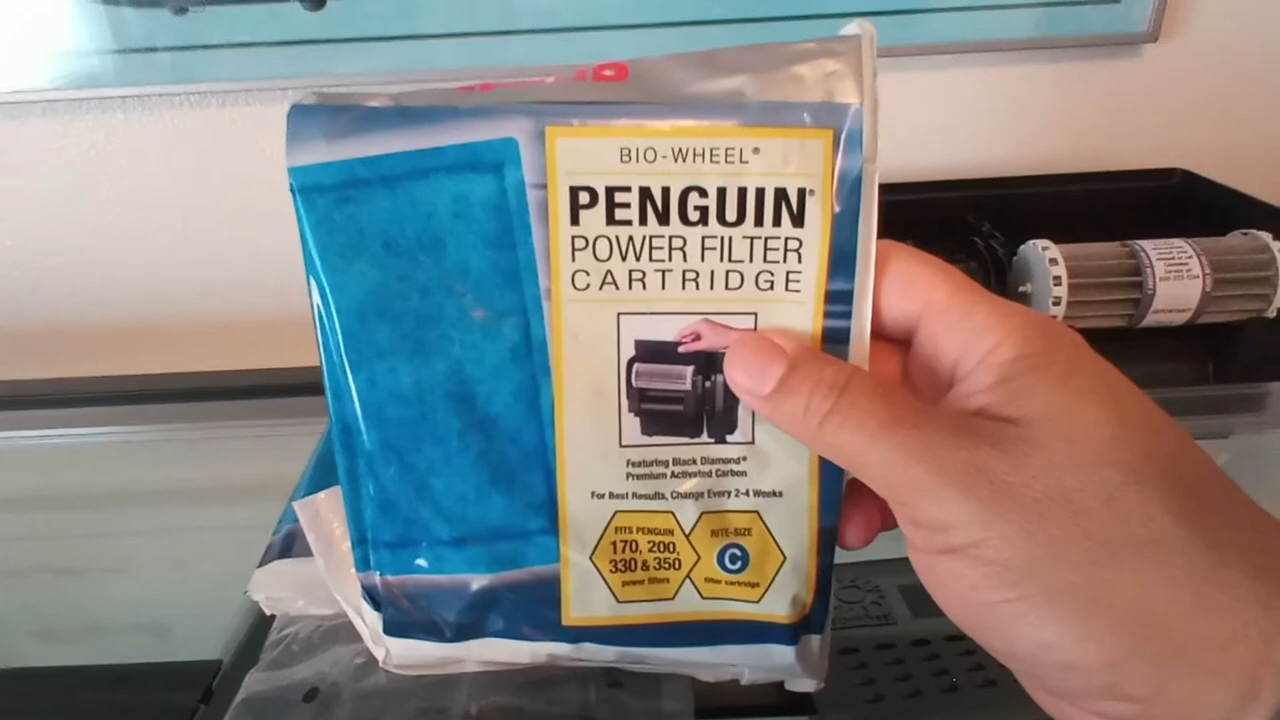 BIO-WHEEL®
PENGUIN®
POWER FILTER
CARTRIDGE
Featuring Black Diamond®
Premium Activated Carbon
For Best Results, Change Every 2-4 Weeks
FITS PENGUIN
170, 200,
330 & 350
power filters
RITE-SIZE
C
filter cartridge